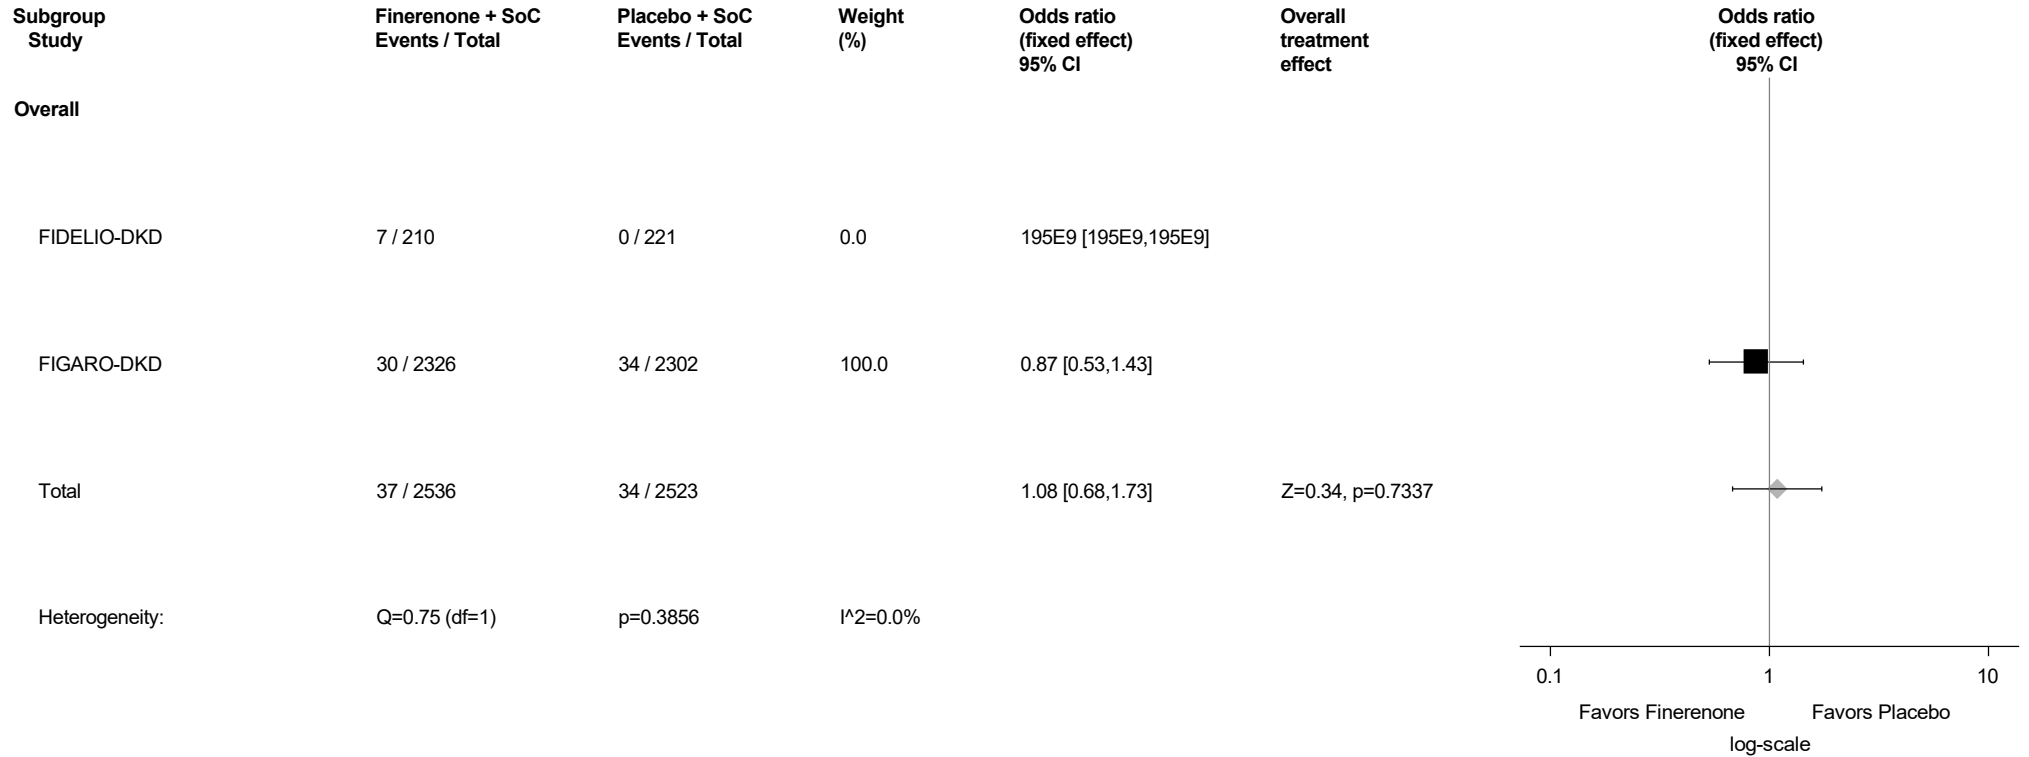 Subgroup Finerenone + SoC Placebo + SoC Weight Odds ratio Overall Odds ratio
Study Events / Total Events / Total (%) (fixed effect) treatment (fixed effect)
95% CI effect 95% CI
Overall
FIDELIO-DKD 7 / 210 0 / 221 0.0 195E9 [195E9,195E9]
FIGARO-DKD 30 / 2326 34 / 2302 100.0 0.87 [0.53,1.43]
Total 37 / 2536 34 / 2523 1.08 [0.68,1.73] Z=0.34, p=0.7337
Heterogeneity: Q=0.75 (df=1) p=0.3856 I^2=0.0%
0.1 1 10
Favors Finerenone Favors Placebo
log-scale